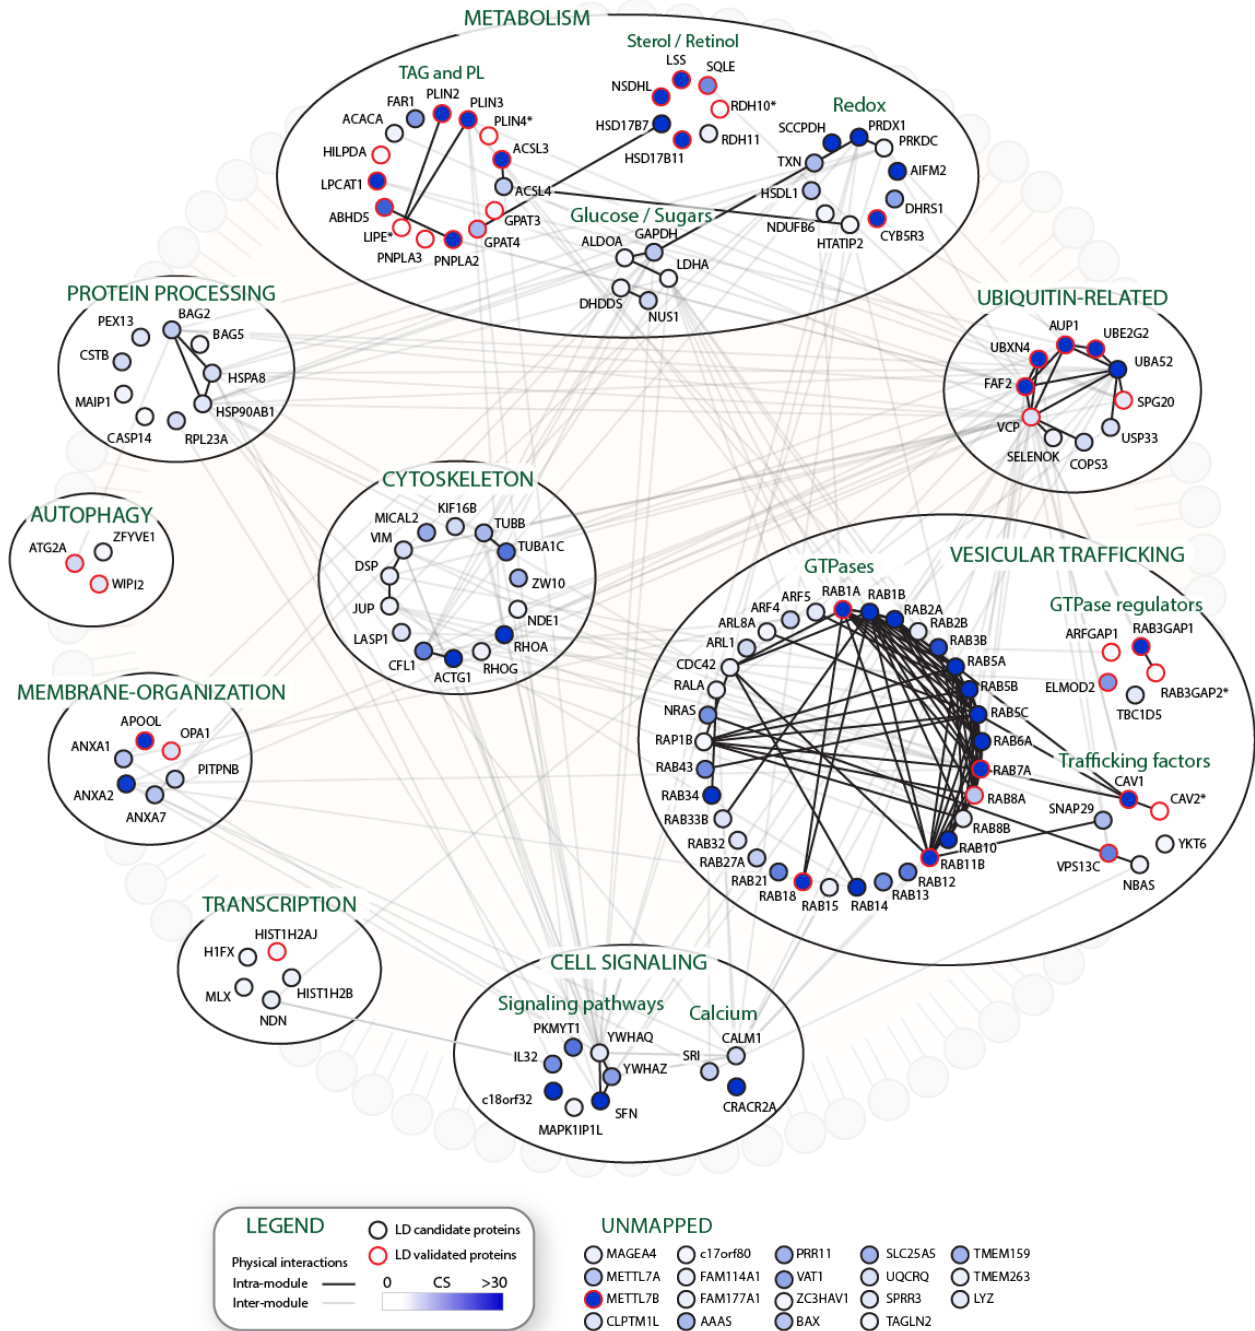 METABOLISM
Sterol / Retinol
LSS
SQLE
NSDHL
RDH10*
HSD17B7
RDH11
HSD17B11
TAG and PL
PLIN2
PLIN3
FAR1
PLIN4*
ACACA
ACSL3
HILPDA
LPCAT1
ACSL4
ABHD5
GPAT3
LIPE*
GPAT4
PNPLA3
PNPLA2
Redox
SCCPDH
PRDX1
PRKDC
TXN
AIFM2
HSDL1
DHRS1
NDUFB6
CYB5R3
HTATIP2
Glucose / Sugars
GAPDH
ALDOA
LDHA
DHDDS
NUS1
PROTEIN PROCESSING
BAG2
PEX13
BAG5
CSTB
HSPA8
MAIP1
HSP90AB1
CASP14
RPL23A
UBIQUITIN-RELATED
AUP1
UBE2G2
UBXN4
UBA52
FAF2
SPG20
VCP
USP33
SELENOK
COPS3
AUTOPHAGY
ZFYVE1
ATG2A
WIPI2
CYTOSKELETON
KIF16B
MICAL2
TUBB
VIM
TUBA1C
DSP
ZW10
JUP
NDE1
LASP1
RHOA
CFL1
RHOG
ACTG1
VESICULAR TRAFFICKING
GTPases
RAB1A
RAB1B
ARF5
RAB2A
ARF4
RAB2B
ARL8A
RAB3B
ARL1
RAB5A
CDC42
RAB5B
RALA
RAB5C
NRAS
RAB6A
RAP1B
RAB7A
RAB43
RAB8A
RAB34
RAB8B
RAB33B
RAB10
RAB32
RAB11B
RAB27A
RAB12
RAB21
RAB13
RAB18
RAB15
RAB14
GTPase regulators
ARFGAP1
RAB3GAP1
ELMOD2
RAB3GAP2*
TBC1D5
Trafficking factors
CAV1
CAV2*
SNAP29
YKT6
VPS13C
NBAS
MEMBRANE-ORGANIZATION
APOOL
OPA1
ANXA1
PITPNB
ANXA2
ANXA7
TRANSCRIPTION
HIST1H2AJ
H1FX
HIST1H2B
MLX
NDN
CELL SIGNALING
Signaling pathways
PKMYT1
YWHAQ
IL32
YWHAZ
c18orf32
SFN
MAPK1IP1L
Calcium
CALM1
SRI
CRACR2A
LEGEND
LD candidate proteins
LD validated proteins
Physical interactions
Intra-module
Inter-module
0 CS >30
UNMAPPED
MAGEA4 c17orf80 PRR11 SLC25A5 TMEM159
METTL7A FAM114A1 VAT1 UQCRQ TMEM263
METTL7B FAM177A1 ZC3HAV1 SPRR3 LYZ
CLPTM1L AAAS BAX TAGLN2